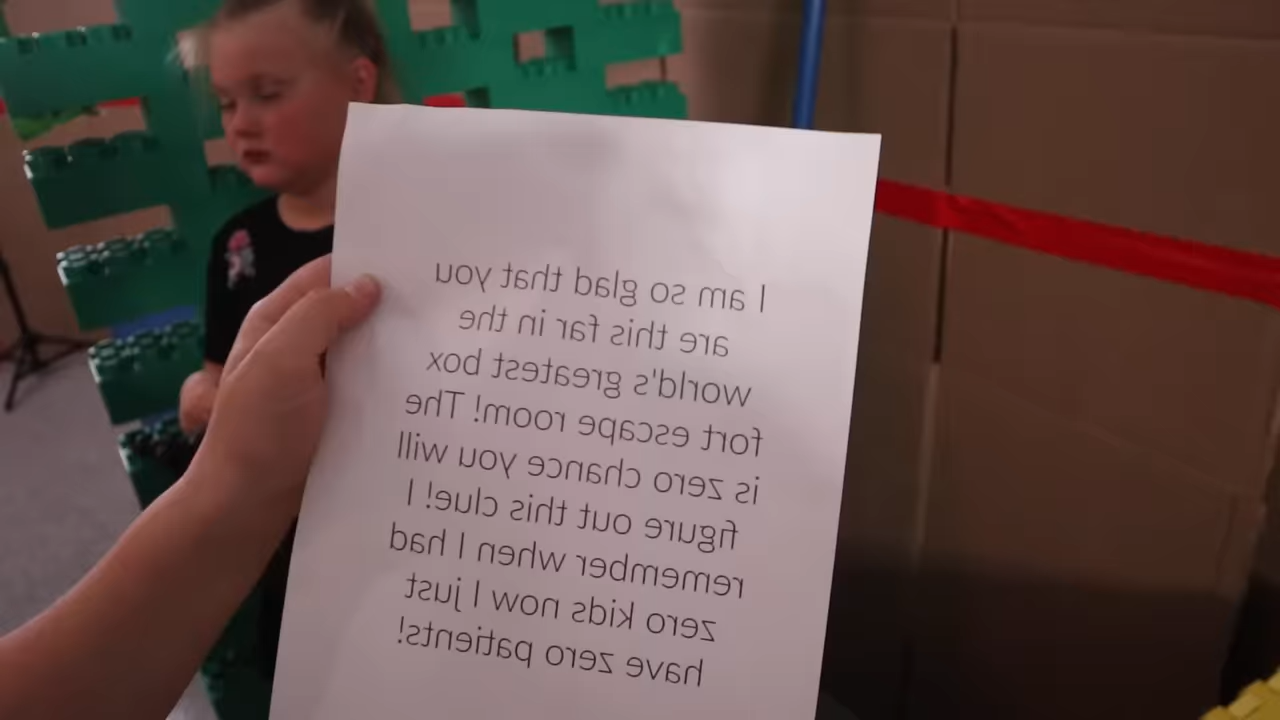 I am so glad that you
are this far in the
world's greatest box
fort escape room! The
is zero chance you will
figure out this clue! I
remember when I had
zero kids now I just
have zero patients!